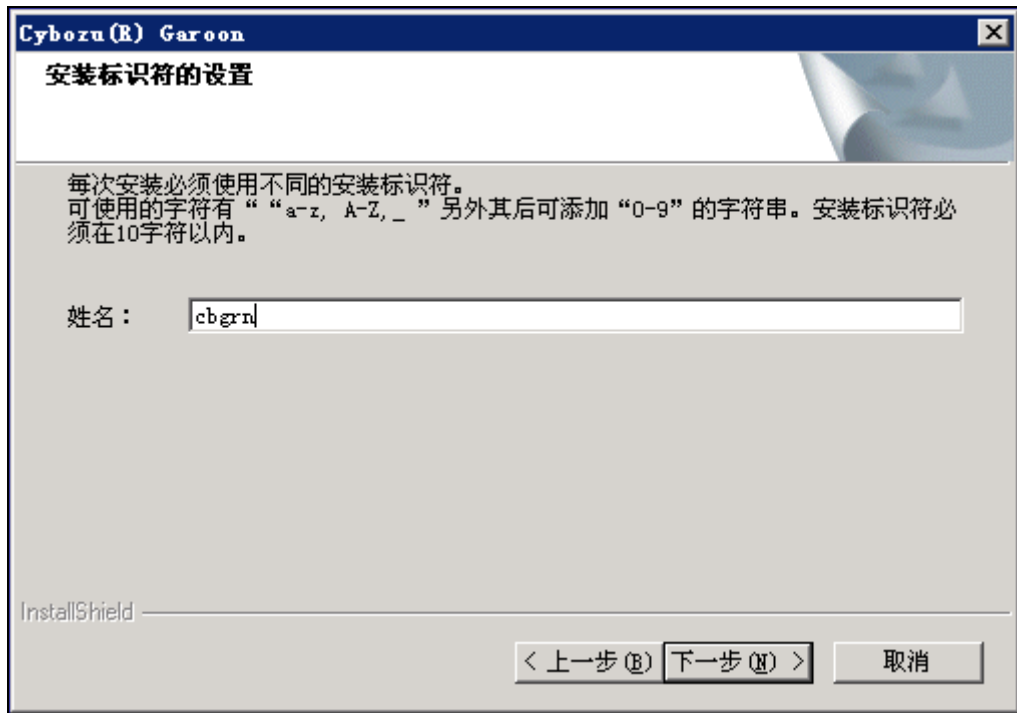 Cybozu(R) Garoon
安装标识符的设置
每次安装必须使用不同的安装标识符。
可使用的字符有““a-z, A-Z,_ ”另外其后可添加“0-9”的字符串。安装标识符必
须在10字符以内。
姓名：
cbgrn
InstallShield
< 上一步(B) 下一步(N) > 取消